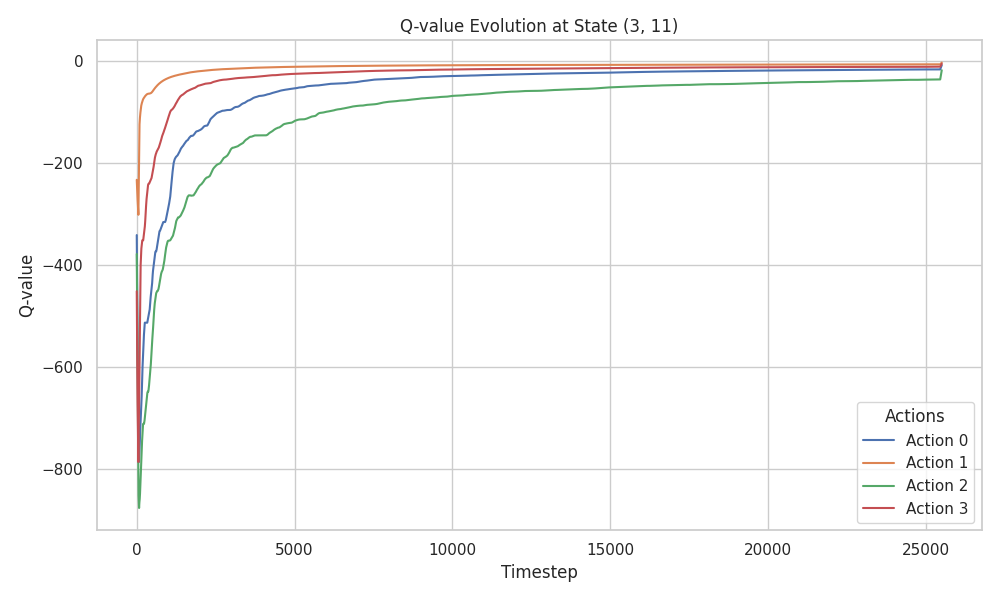 Q-value Evolution at State (3, 11)
0
−200
−400
−600
−800
Q-value
0
5000
10000
15000
20000
25000
Timestep
Actions
Action 0
Action 1
Action 2
Action 3